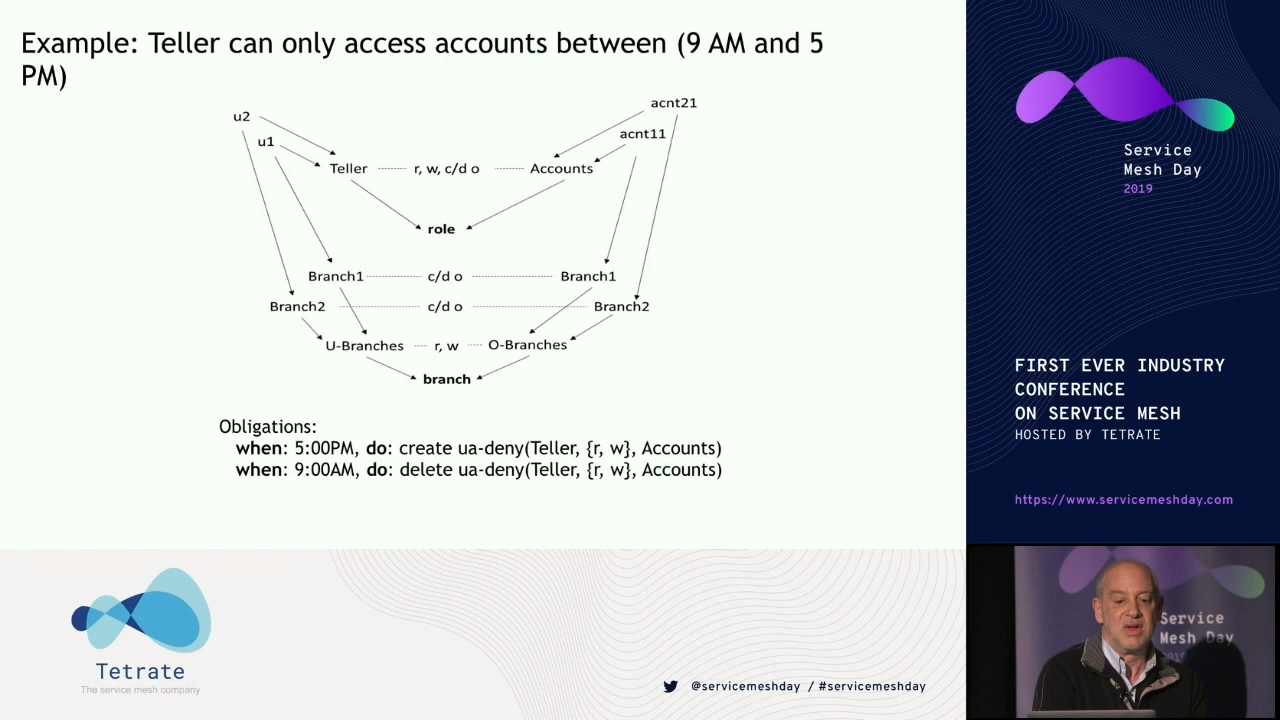 Example: Teller can only access accounts between (9 AM and 5
PM)
u2
u1
acnt21
acnt11
Teller
r, w, c/d o
Accounts
role
Branch1
c/d o
Branch1
Branch2
c/d o
Branch2
U-Branches
r, w
O-Branches
branch
Obligations:
when: 5:00PM, do: create ua-deny(Teller, {r, w}, Accounts)
when: 9:00AM, do: delete ua-deny(Teller, {r, w}, Accounts)
Tetrate
The service mesh company
@servicemeshday / #servicemeshday
Service
Mesh Day
2019
FIRST EVER INDUSTRY
CONFERENCE
ON SERVICE MESH
HOSTED BY TETRATE
https://www.servicemeshday.com
Service
Mesh Day
2019